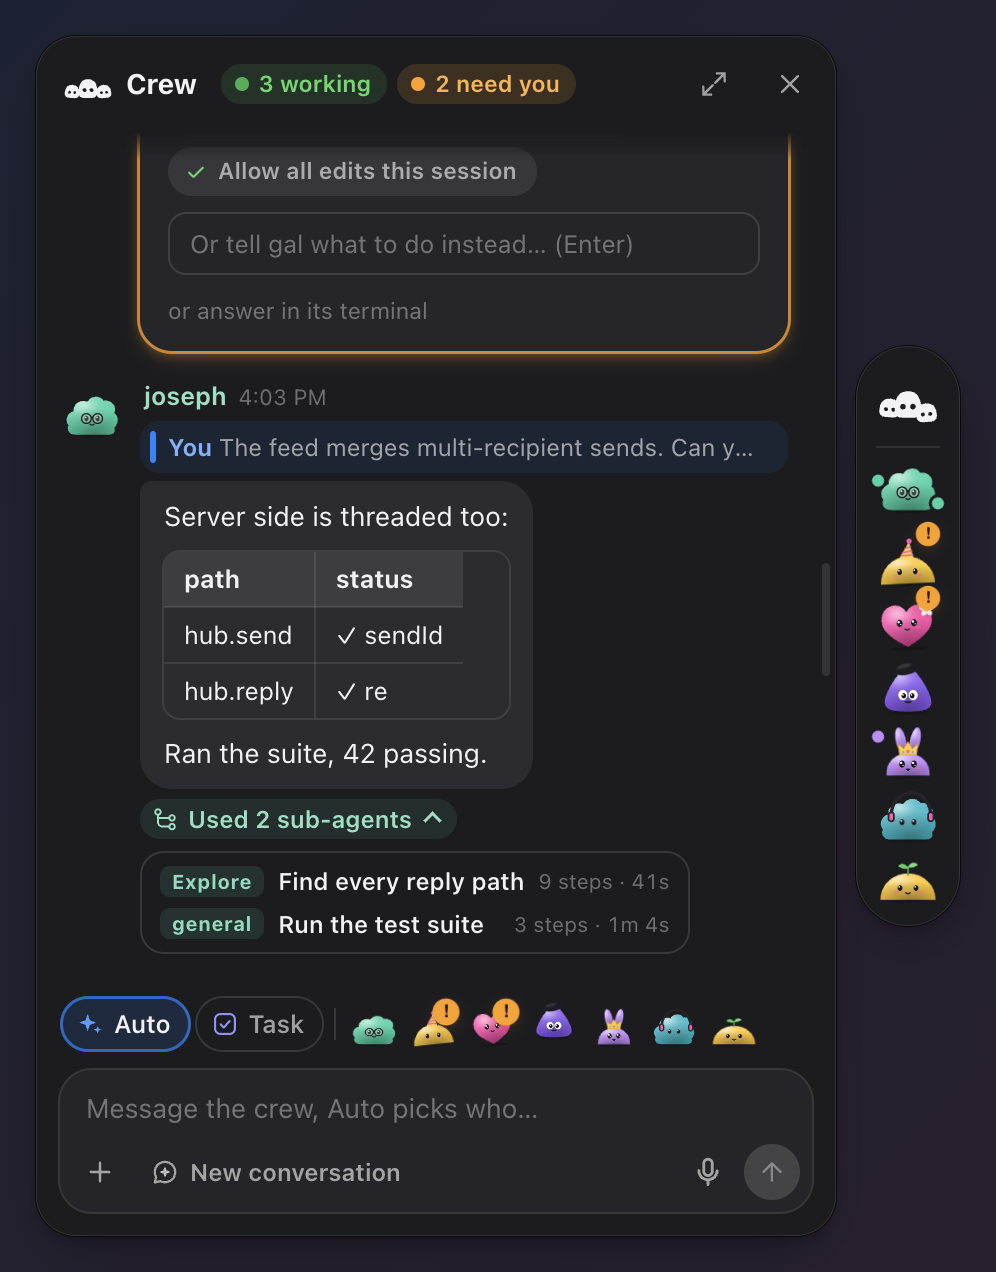 Crew
3 working
2 need you
✓ Allow all edits this session
Or tell gal what to do instead... (Enter)
or answer in its terminal
joseph 4:03 PM
You The feed merges multi-recipient sends. Can y...
Server side is threaded too:
path status
hub.send ✓ sendId
hub.reply ✓ re
Ran the suite, 42 passing.
Used 2 sub-agents
Explore Find every reply path 9 steps · 41s
general Run the test suite 3 steps · 1m 4s
Auto
Task
!
!
!
!
Message the crew, Auto picks who...
New conversation